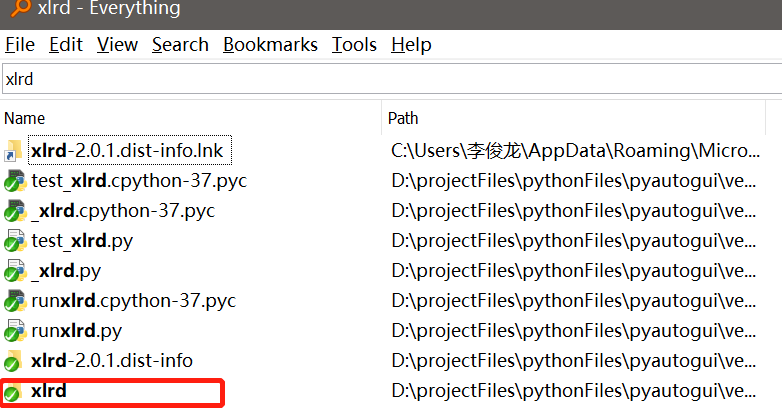 xlrd - Everything
File Edit View Search Bookmarks Tools Help
xlrd
Name Path
xlrd-2.0.1.dist-info.lnk C:\Users\李俊龙\AppData\Roaming\Micro...
test_xlrd.cpython-37.pyc D:\projectFiles\pythonFiles\pyautogui\ve...
_xlrd.cpython-37.pyc D:\projectFiles\pythonFiles\pyautogui\ve...
test_xlrd.py D:\projectFiles\pythonFiles\pyautogui\ve...
_xlrd.py D:\projectFiles\pythonFiles\pyautogui\ve...
runxlrd.cpython-37.pyc D:\projectFiles\pythonFiles\pyautogui\ve...
runxlrd.py D:\projectFiles\pythonFiles\pyautogui\ve...
xlrd-2.0.1.dist-info D:\projectFiles\pythonFiles\pyautogui\ve...
xlrd D:\projectFiles\pythonFiles\pyautogui\ve...